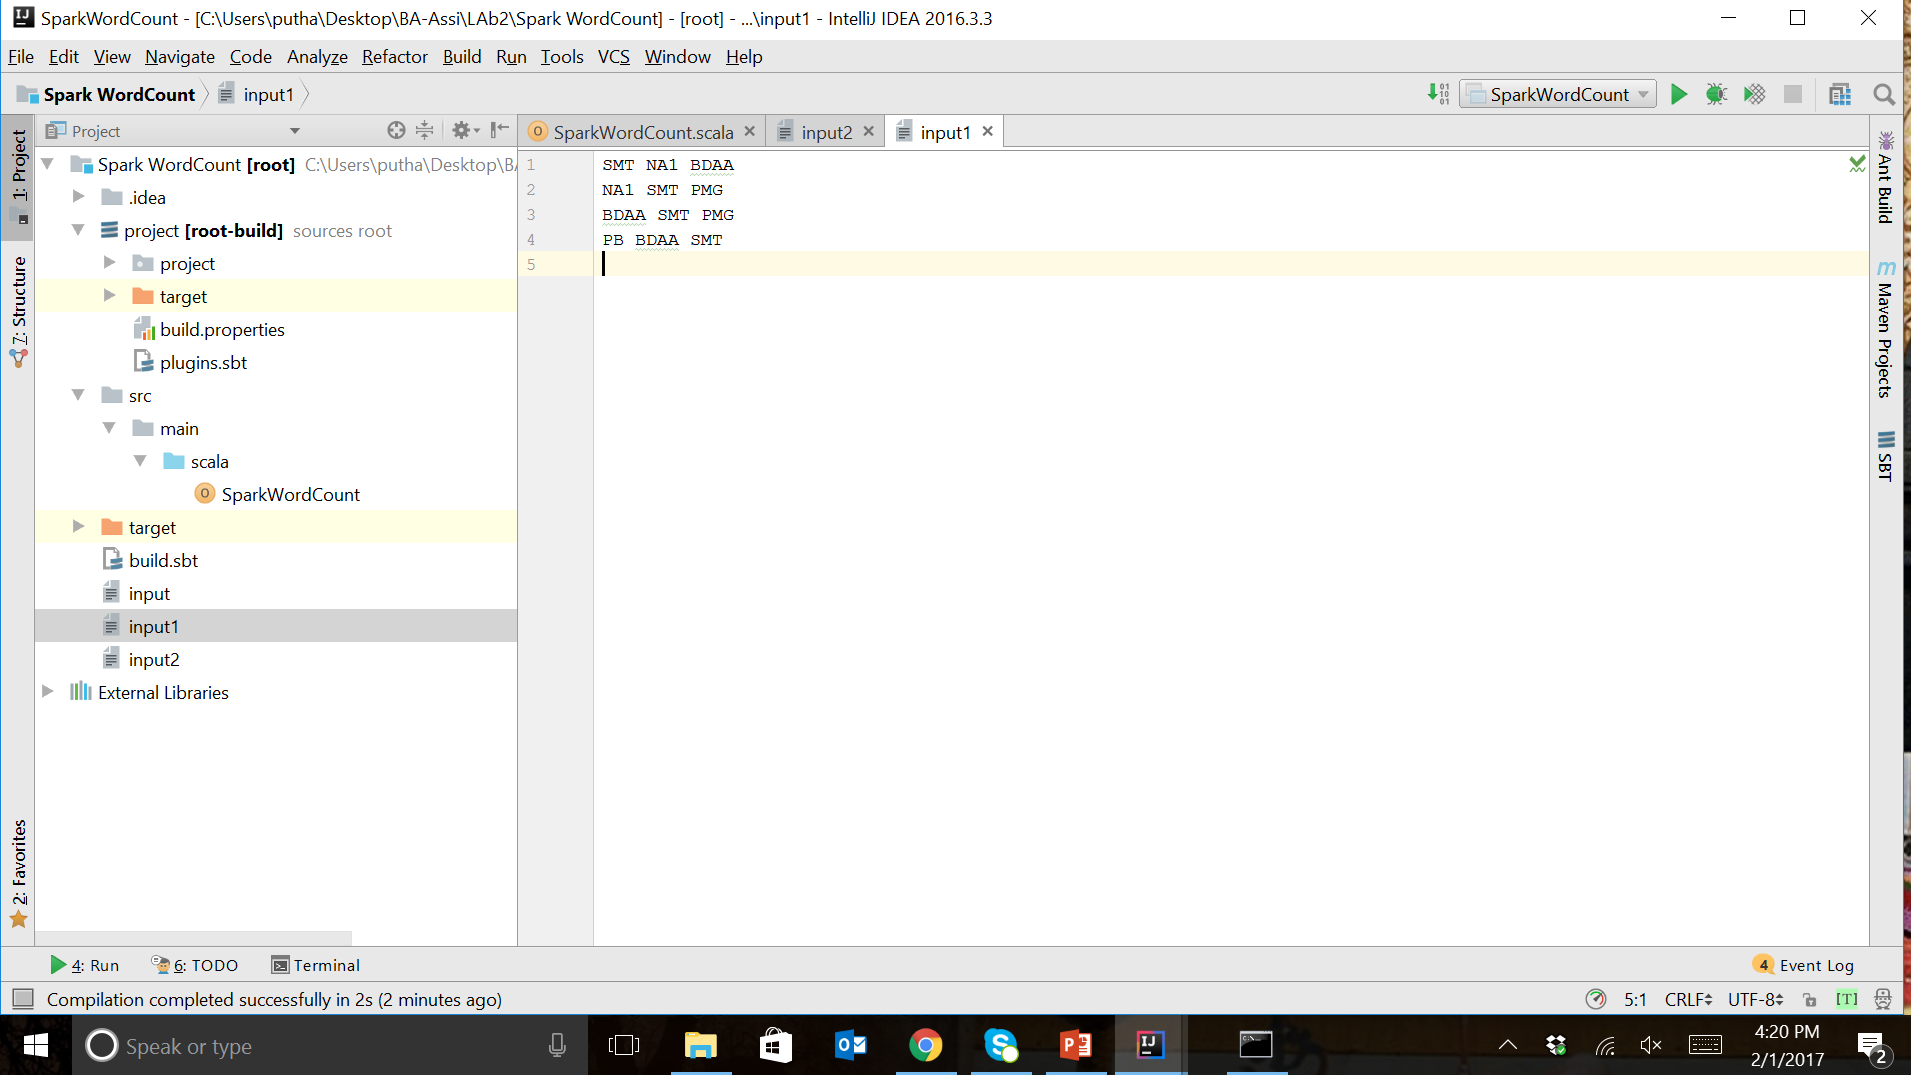 SparkWordCount - [C:\Users\putha\Desktop\BA-Assi\LAb2\Spark WordCount] - [root] - ...\input1 - IntelliJ IDEA 2016.3.3
File Edit View Navigate Code Analyze Refactor Build Run Tools VCS Window Help
Spark WordCount input1
SparkWordCount
1: Project
7: Structure
2: Favorites
Project
Spark WordCount [root] C:\Users\putha\Desktop\BA
.idea
project [root-build] sources root
project
target
build.properties
plugins.sbt
src
main
scala
SparkWordCount
target
build.sbt
input
input1
input2
External Libraries
SparkWordCount.scala input2 input1
1 SMT NA1 BDAA
2 NA1 SMT PMG
3 BDAA SMT PMG
4 PB BDAA SMT
5
Ant Build
Maven Projects
SBT
4: Run 6: TODO Terminal
4 Event Log
Compilation completed successfully in 2s (2 minutes ago)
5:1 CRLF UTF-8 [T]
Speak or type
4:20 PM
2/1/2017
2